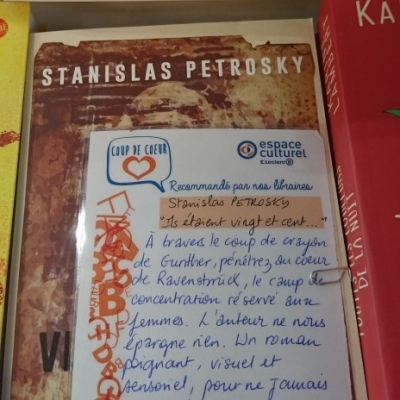 STANISLAS PETROSKY
COUP DE COEUR
espace
culturel
E.Leclerc
Recommandé par nos libraires
Stanislas PETROSKY
"Ils étaient vingt et cent..."
À travers le coup de crayon
de Gunther, pénétrez au coeur
de Ravensbrück, le camp de
concentration réservé aux
femmes. L'auteur ne nous
épargne rien. Un roman
poignant, visuel et
sensoriel, pour ne jamais
VI
KA